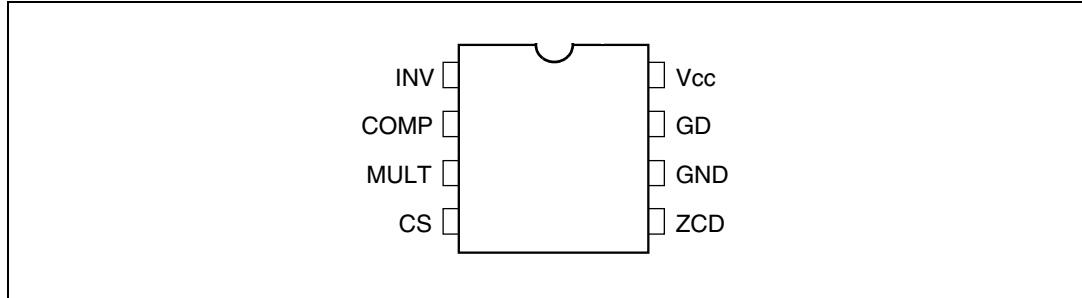 INV Vcc
COMP GD
MULT GND
CS ZCD